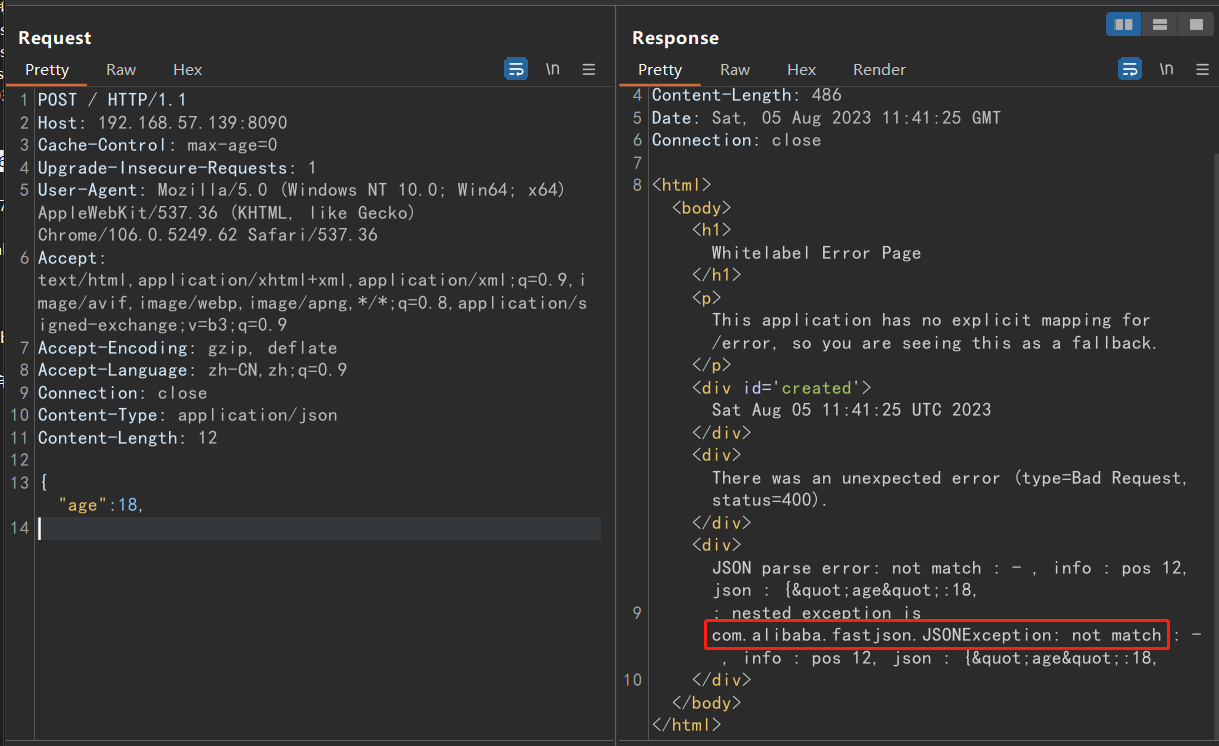 Request
Pretty Raw Hex \n
1 POST / HTTP/1.1
2 Host: 192.168.57.139:8090
3 Cache-Control: max-age=0
4 Upgrade-Insecure-Requests: 1
5 User-Agent: Mozilla/5.0 (Windows NT 10.0; Win64; x64)
AppleWebKit/537.36 (KHTML, like Gecko)
Chrome/106.0.5249.62 Safari/537.36
6 Accept:
text/html,application/xhtml+xml,application/xml;q=0.9,i
mage/avif,image/webp,image/apng,*/*;q=0.8,application/s
igned-exchange;v=b3;q=0.9
7 Accept-Encoding: gzip, deflate
8 Accept-Language: zh-CN,zh;q=0.9
9 Connection: close
10 Content-Type: application/json
11 Content-Length: 12
12
13 {
"age":18,
14
Response
Pretty Raw Hex Render \n
4 Content-Length: 486
5 Date: Sat, 05 Aug 2023 11:41:25 GMT
6 Connection: close
7
8 <html>
<body>
<h1>
Whitelabel Error Page
</h1>
<p>
This application has no explicit mapping for
/error, so you are seeing this as a fallback.
</p>
<div id='created'>
Sat Aug 05 11:41:25 UTC 2023
</div>
<div>
There was an unexpected error (type=Bad Request,
status=400).
</div>
<div>
JSON parse error: not match : - , info : pos 12,
json : {&quot;age&quot;:18,
9 ; nested exception is
com.alibaba.fastjson.JSONException: not match : -
, info : pos 12, json : {&quot;age&quot;:18,
10 </div>
</body>
</html>